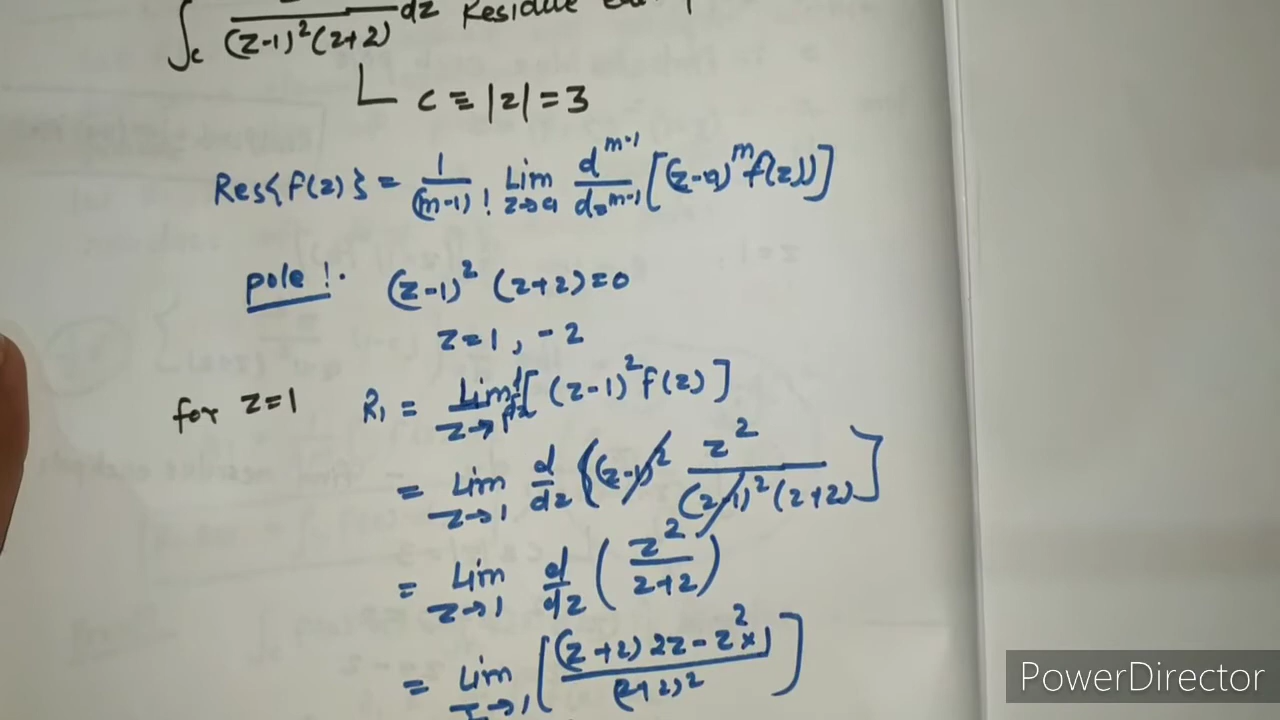 ∫c ——— dz Residue
(z-1)²(z+2)
c ≡ |z| = 3
Res{f(z)} = 1/(m-1)! Lim z→a d^(m-1)/dz^(m-1) [(z-a)^m f(z))]
pole !. (z-1)² (z+2)=0
z=1, -2
for z=1 R₁ = Lim z→1 d/dz [(z-1)² f(z)]
= Lim z→1 d/dz {(z-1)² z²/((z-1)²(z+2))]
= Lim z→1 d/dz (z²/(z+2))
= Lim z→1 [((z+2) 2z - z²×1)/(z+2)²]
PowerDirector